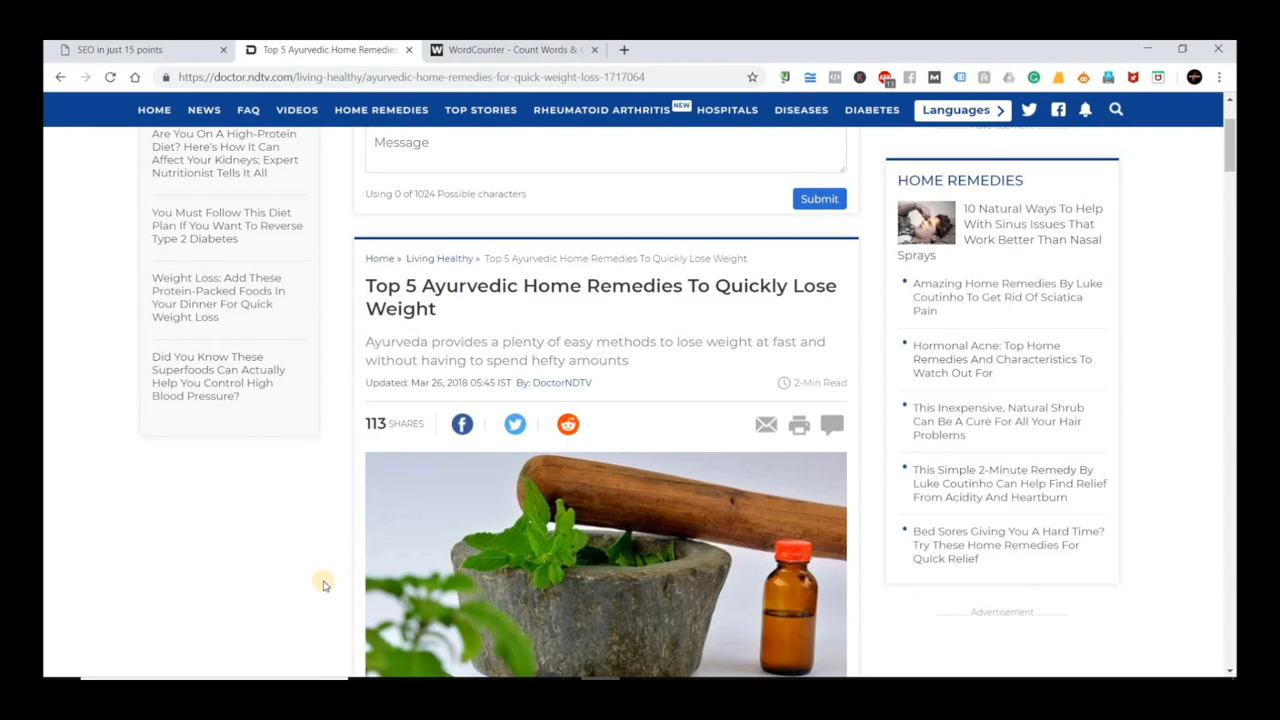 SEO in just 15 points
Top 5 Ayurvedic Home Remedies
WordCounter - Count Words &
https://doctor.ndtv.com/living-healthy/ayurvedic-home-remedies-for-quick-weight-loss-1717064
13
HOME NEWS FAQ VIDEOS HOME REMEDIES TOP STORIES RHEUMATOID ARTHRITIS NEW HOSPITALS DISEASES DIABETES Languages
Are You On A High-Protein
Diet? Here's How It Can
Affect Your Kidneys; Expert
Nutritionist Tells It All
You Must Follow This Diet
Plan If You Want To Reverse
Type 2 Diabetes
Weight Loss: Add These
Protein-Packed Foods In
Your Dinner For Quick
Weight Loss
Did You Know These
Superfoods Can Actually
Help You Control High
Blood Pressure?
Message
Using 0 of 1024 Possible characters
Submit
Home » Living Healthy » Top 5 Ayurvedic Home Remedies To Quickly Lose Weight
Top 5 Ayurvedic Home Remedies To Quickly Lose
Weight
Ayurveda provides a plenty of easy methods to lose weight at fast and
without having to spend hefty amounts
Updated: Mar 26, 2018 05:45 IST By: DoctorNDTV
2-Min Read
113 SHARES
Advertisement
HOME REMEDIES
10 Natural Ways To Help
With Sinus Issues That
Work Better Than Nasal
Sprays
Amazing Home Remedies By Luke
Coutinho To Get Rid Of Sciatica
Pain
Hormonal Acne: Top Home
Remedies And Characteristics To
Watch Out For
This Inexpensive, Natural Shrub
Can Be A Cure For All Your Hair
Problems
This Simple 2-Minute Remedy By
Luke Coutinho Can Help Find Relief
From Acidity And Heartburn
Bed Sores Giving You A Hard Time?
Try These Home Remedies For
Quick Relief
Advertisement